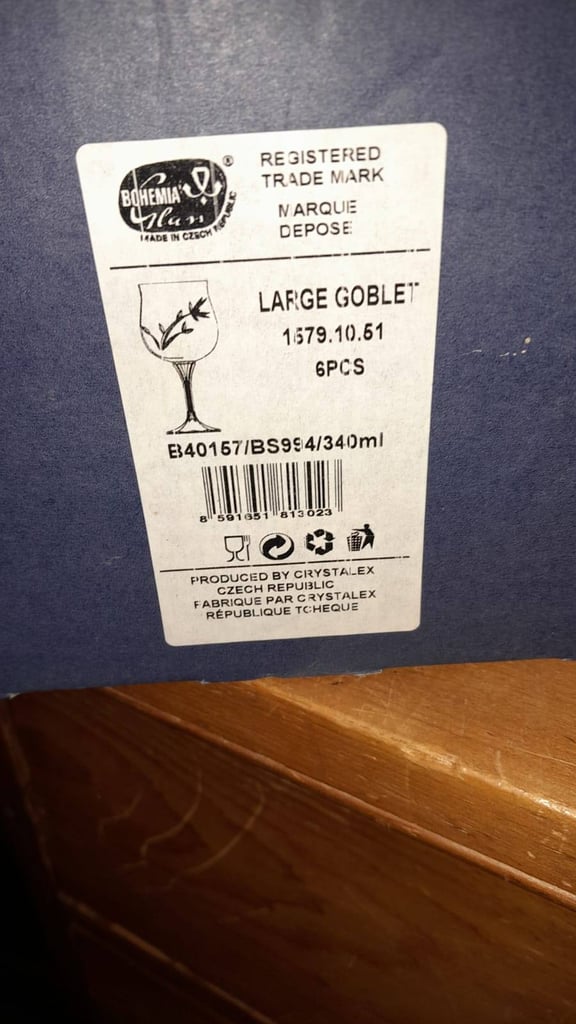 BOHEMIA
Glass
MADE IN CZECH REPUBLIC
®
REGISTERED
TRADE MARK
MARQUE
DEPOSE
LARGE GOBLET
1579.10.51
6PCS
B40157/BS994/340ml
8 591651 813023
PRODUCED BY CRYSTALEX
CZECH REPUBLIC
FABRIQUE PAR CRYSTALEX
RÉPUBLIQUE TCHEQUE